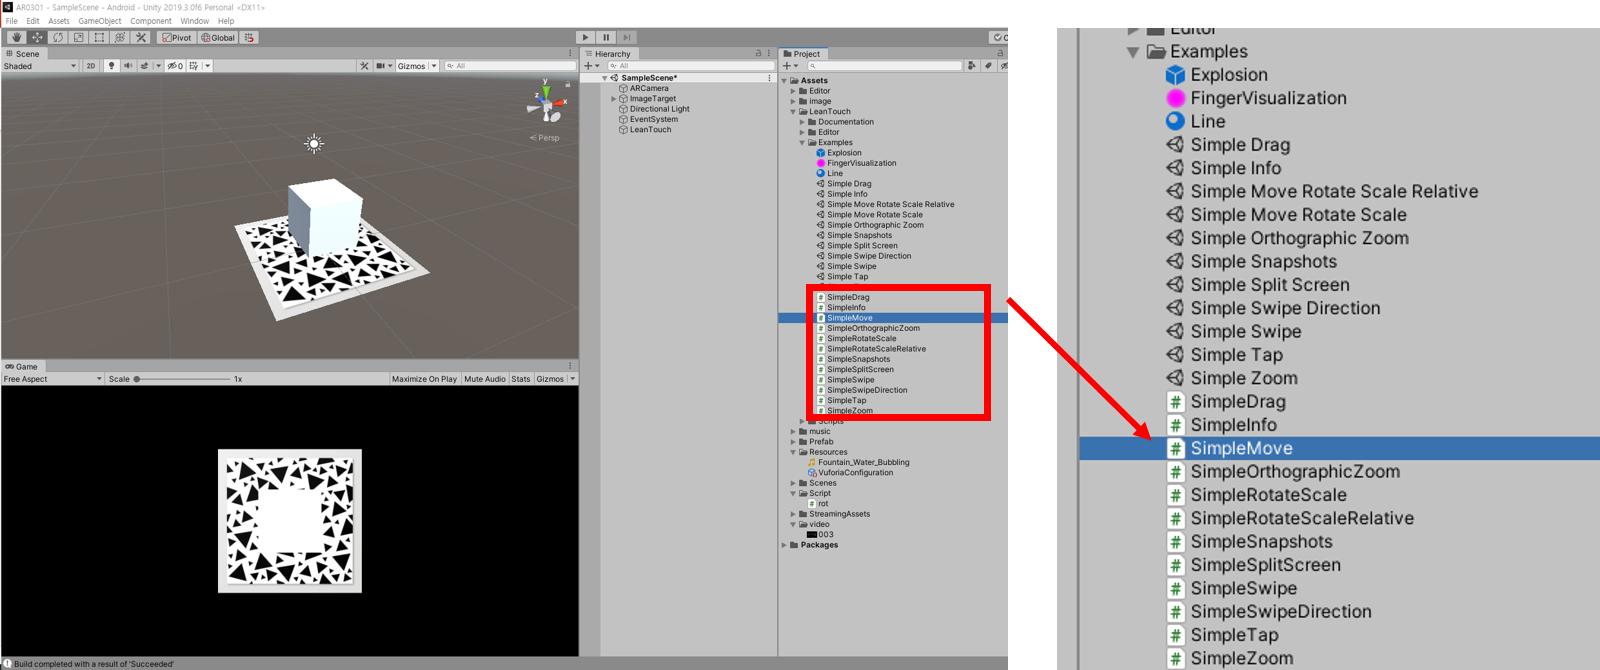 AR0301 - SampleScene - Android - Unity 2019.3.0f6 Personal <DX11>
File Edit Assets GameObject Component Window Help
Pivot Global
Scene
Shaded 2D 0 Gizmos All
y
x
z
Persp
Game
Free Aspect Scale 1x Maximize On Play Mute Audio Stats Gizmos
Build completed with a result of 'Succeeded'
Hierarchy
All
SampleScene*
ARCamera
ImageTarget
Directional Light
EventSystem
LeanTouch
Project
Assets
Editor
image
LeanTouch
Documentation
Editor
Examples
Explosion
FingerVisualization
Line
Simple Drag
Simple Info
Simple Move Rotate Scale Relative
Simple Move Rotate Scale
Simple Orthographic Zoom
Simple Snapshots
Simple Split Screen
Simple Swipe Direction
Simple Swipe
Simple Tap
# SimpleDrag
# SimpleInfo
# SimpleMove
# SimpleOrthographicZoom
# SimpleRotateScale
# SimpleRotateScaleRelative
# SimpleSnapshots
# SimpleSplitScreen
# SimpleSwipe
# SimpleSwipeDirection
# SimpleTap
# SimpleZoom
Scripts
music
Prefab
Resources
Fountain_Water_Bubbling
VuforiaConfiguration
Scenes
Script
# rot
StreamingAssets
video
003
Packages
Editor
Examples
Explosion
FingerVisualization
Line
Simple Drag
Simple Info
Simple Move Rotate Scale Relative
Simple Move Rotate Scale
Simple Orthographic Zoom
Simple Snapshots
Simple Split Screen
Simple Swipe Direction
Simple Swipe
Simple Tap
Simple Zoom
# SimpleDrag
# SimpleInfo
# SimpleMove
# SimpleOrthographicZoom
# SimpleRotateScale
# SimpleRotateScaleRelative
# SimpleSnapshots
# SimpleSplitScreen
# SimpleSwipe
# SimpleSwipeDirection
# SimpleTap
# SimpleZoom